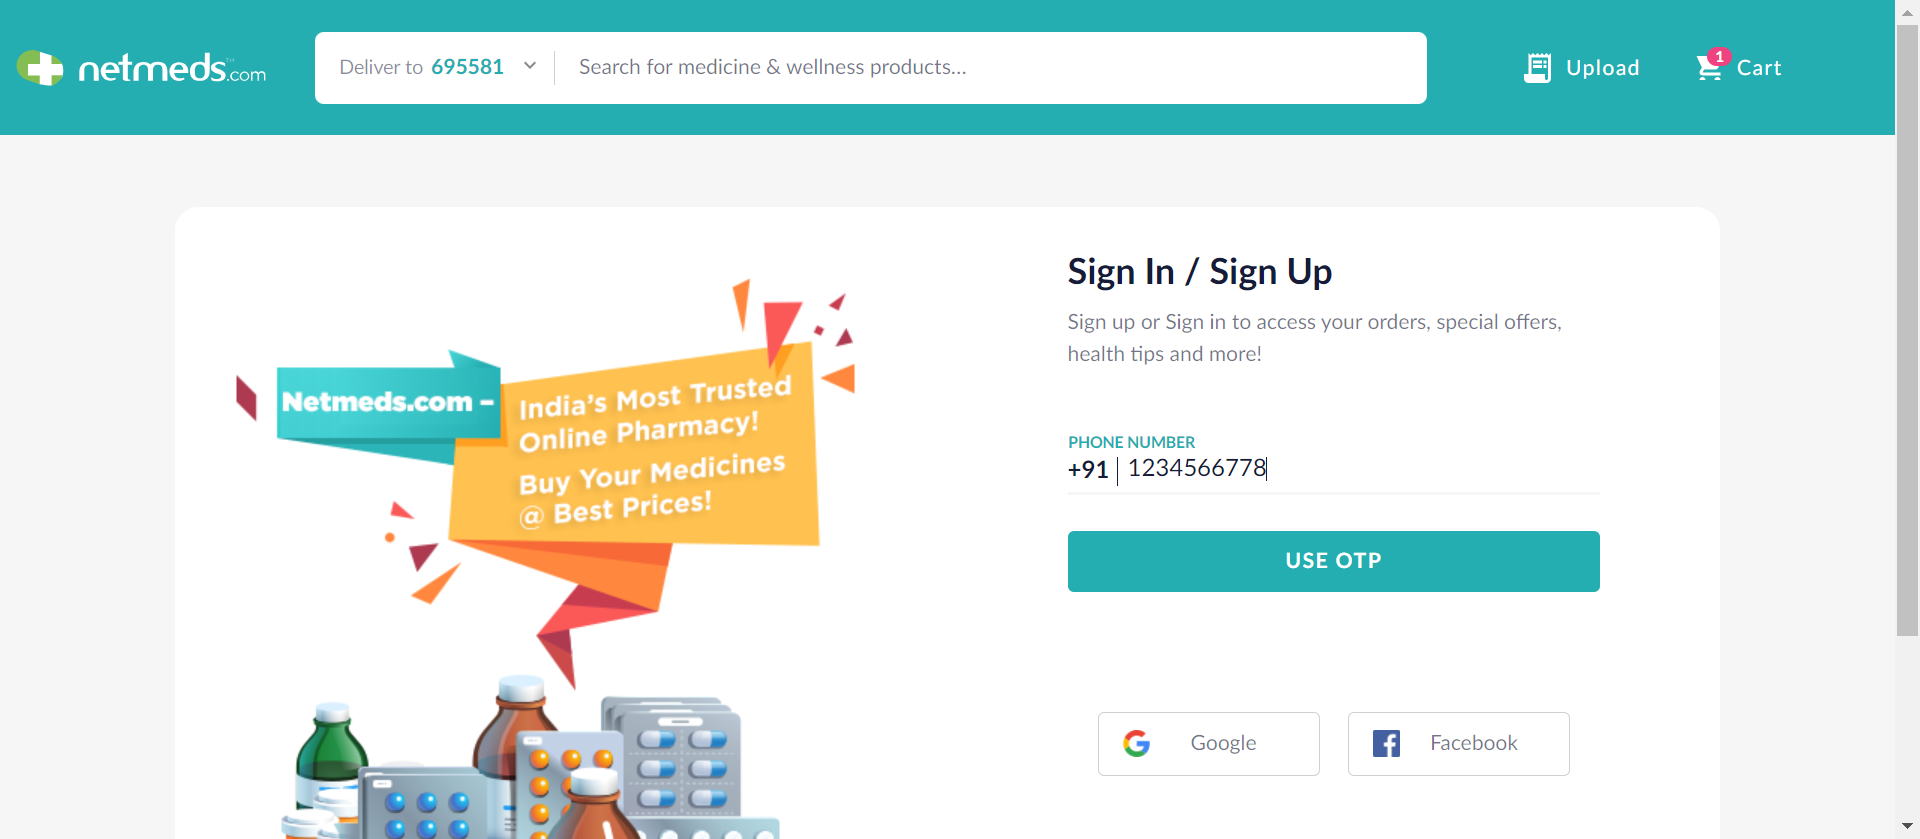 netmeds.com
Deliver to 695581
Search for medicine & wellness products...
Upload
1
Cart
Netmeds.com –
India's Most Trusted
Online Pharmacy!
Buy Your Medicines
@ Best Prices!
Sign In / Sign Up
Sign up or Sign in to access your orders, special offers,
health tips and more!
PHONE NUMBER
+91 | 1234566778
USE OTP
Google
Facebook